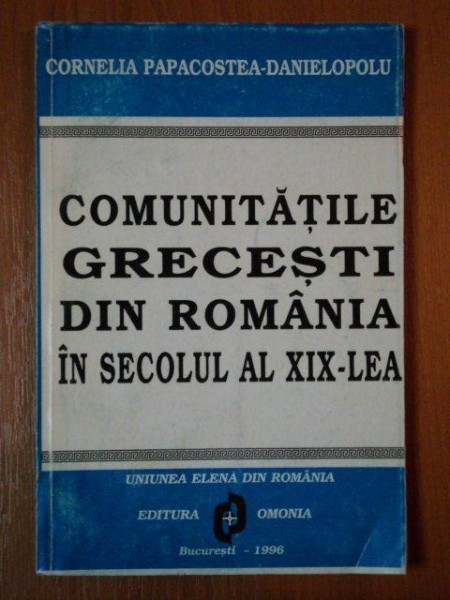 CORNELIA PAPACOSTEA-DANIELOPOLU
COMUNITĂȚILE
GRECEȘTI
DIN ROMÂNIA
ÎN SECOLUL AL XIX-LEA
UNIUNEA ELENĂ DIN ROMÂNIA
EDITURA OMONIA
București - 1996